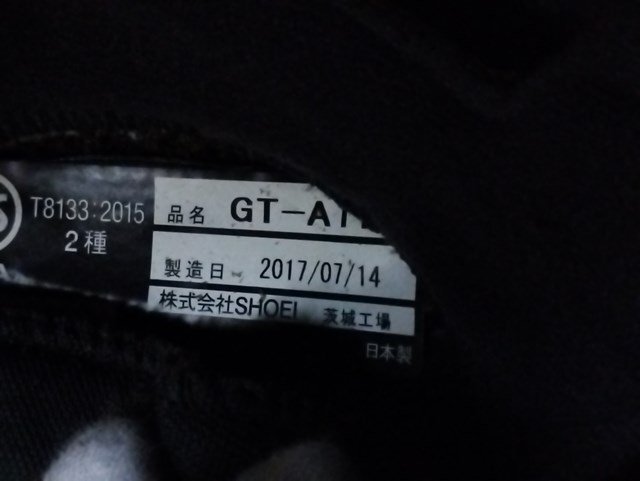 T8133:2015
2種
品名 GT-A
製造日 2017/07/14
株式会社SHOEI 茨城工場
日本製